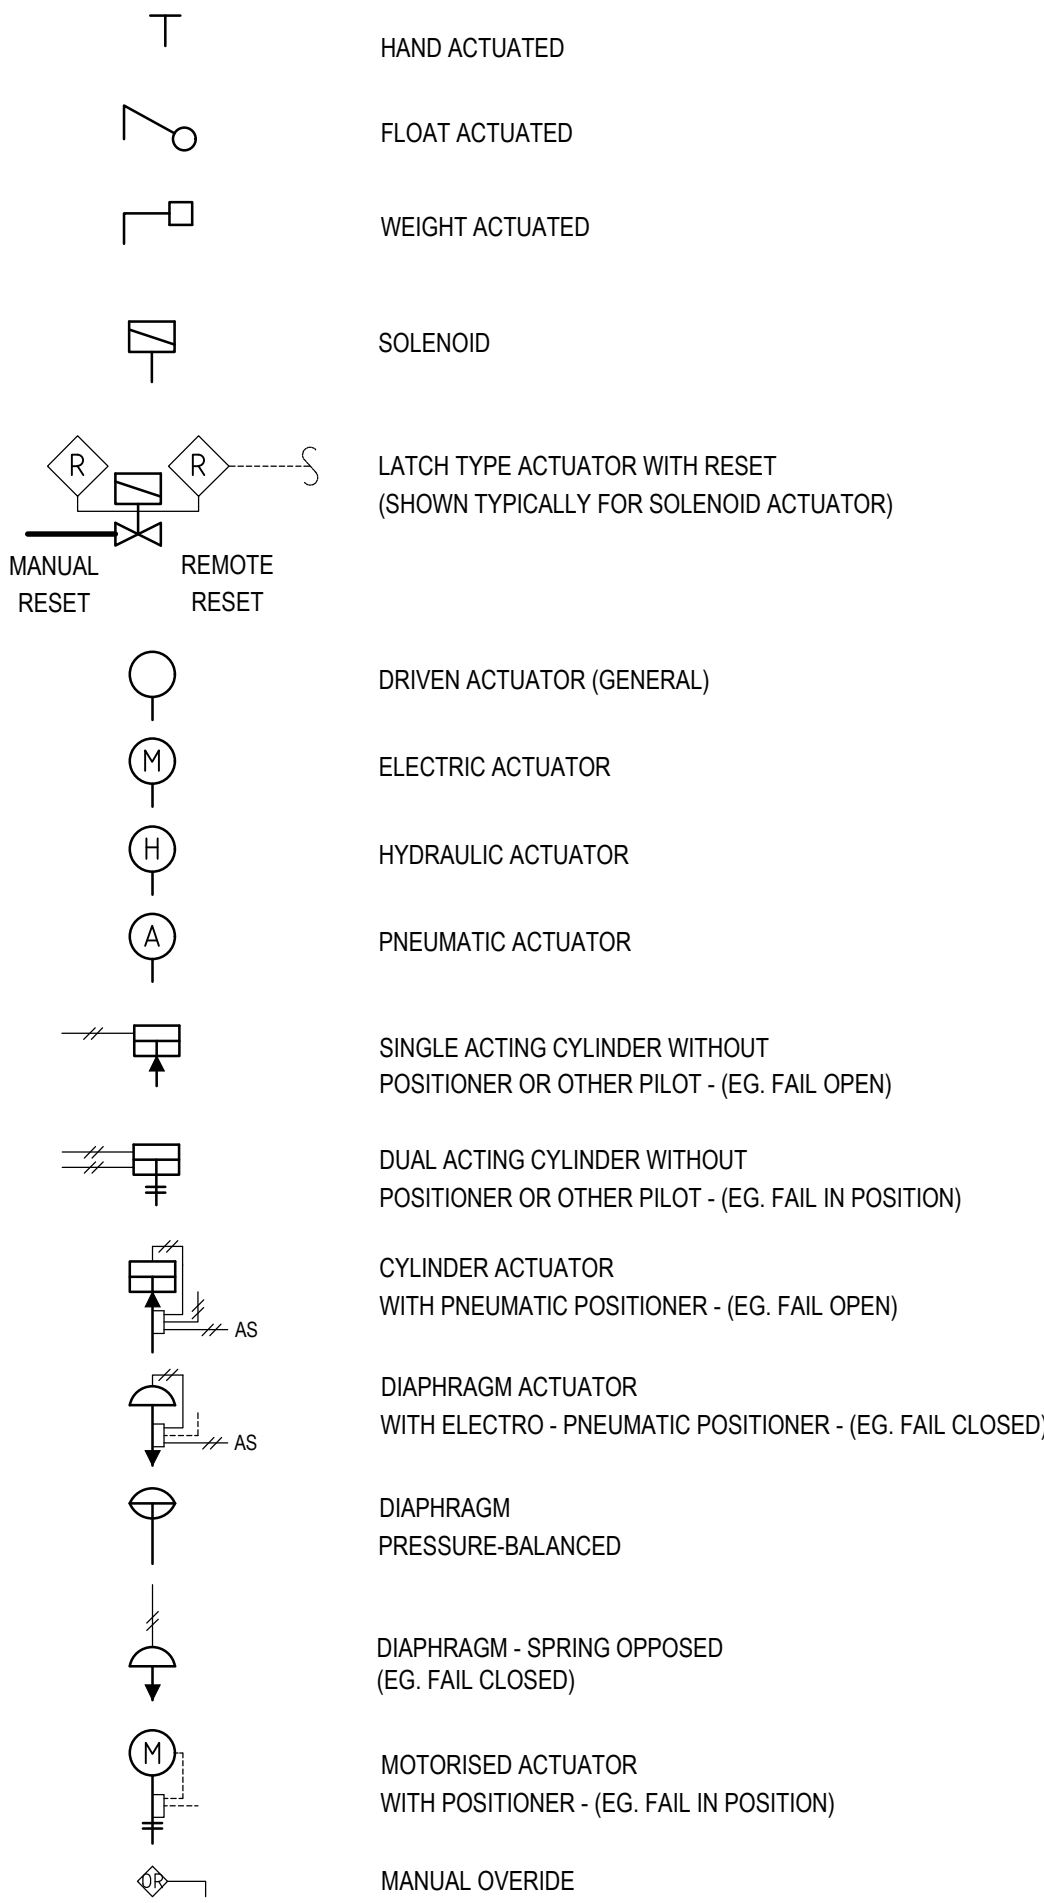 HAND ACTUATED
FLOAT ACTUATED
WEIGHT ACTUATED
SOLENOID
R R
LATCH TYPE ACTUATOR WITH RESET
(SHOWN TYPICALLY FOR SOLENOID ACTUATOR)
MANUAL
RESET
REMOTE
RESET
DRIVEN ACTUATOR (GENERAL)
M ELECTRIC ACTUATOR
H HYDRAULIC ACTUATOR
A PNEUMATIC ACTUATOR
SINGLE ACTING CYLINDER WITHOUT
POSITIONER OR OTHER PILOT - (EG. FAIL OPEN)
DUAL ACTING CYLINDER WITHOUT
POSITIONER OR OTHER PILOT - (EG. FAIL IN POSITION)
CYLINDER ACTUATOR
WITH PNEUMATIC POSITIONER - (EG. FAIL OPEN)
AS
DIAPHRAGM ACTUATOR
WITH ELECTRO - PNEUMATIC POSITIONER - (EG. FAIL CLOSED)
AS
DIAPHRAGM
PRESSURE-BALANCED
DIAPHRAGM - SPRING OPPOSED
(EG. FAIL CLOSED)
M
MOTORISED ACTUATOR
WITH POSITIONER - (EG. FAIL IN POSITION)
OR MANUAL OVERIDE